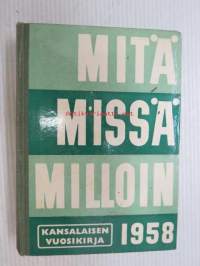 MITÄ
MISSÄ
MILLOIN
KANSALAISEN
VUOSIKIRJA
1958